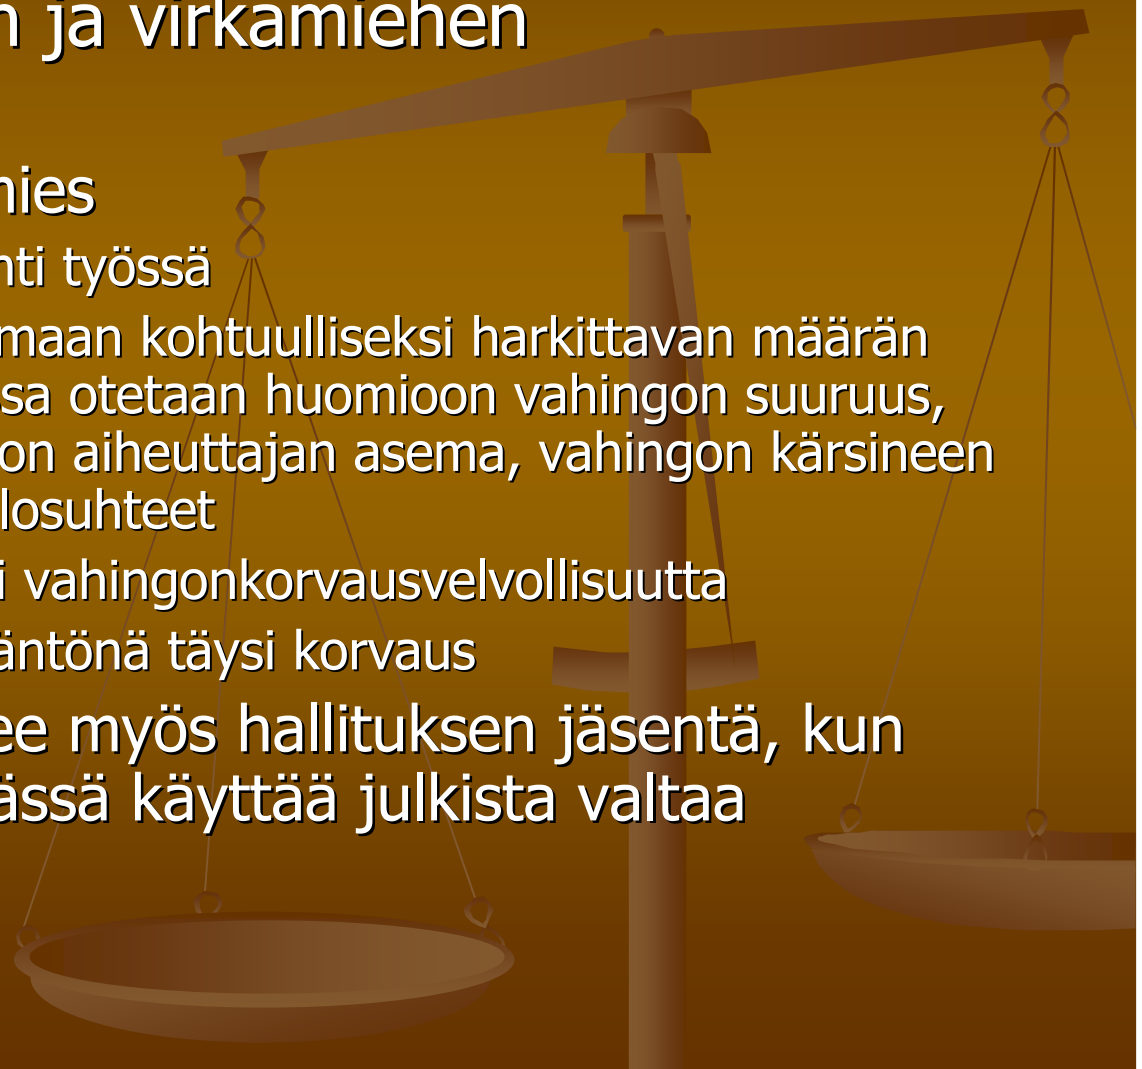 n ja virkamiehen
nies
nti työssä
maan kohtuulliseksi harkittavan määrän
sa otetaan huomioon vahingon suuruus,
on aiheuttajan asema, vahingon kärsineen
losuhteet
i vahingonkorvausvelvollisuutta
äntönä täysi korvaus
ee myös hallituksen jäsentä, kun
ässä käyttää julkista valtaa